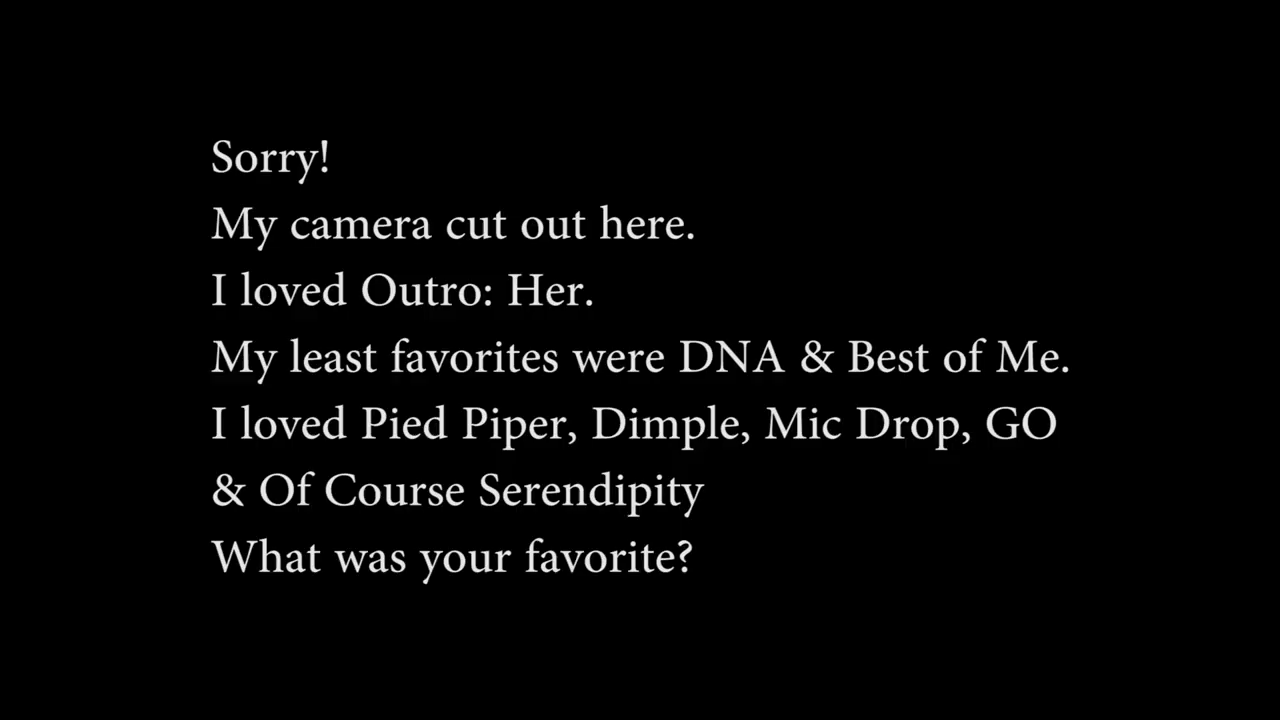 Sorry!
My camera cut out here.
I loved Outro: Her.
My least favorites were DNA & Best of Me.
I loved Pied Piper, Dimple, Mic Drop, GO
& Of Course Serendipity
What was your favorite?